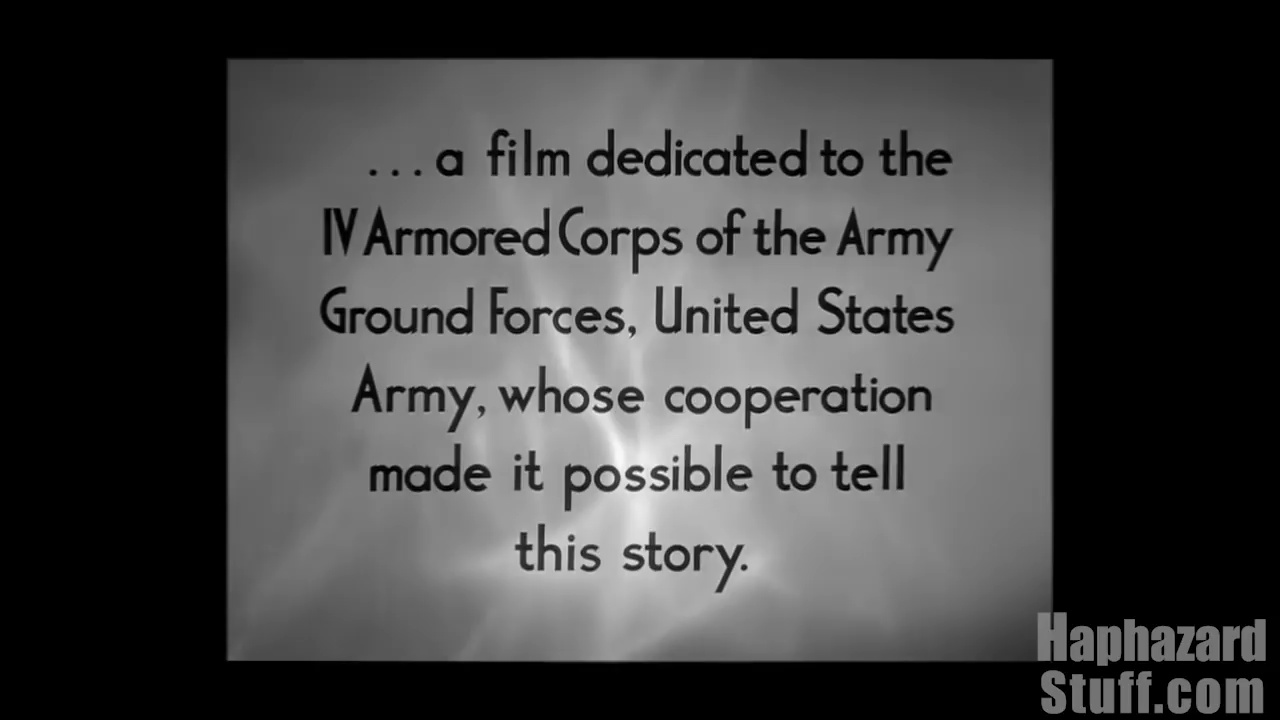 ...a film dedicated to the
IV Armored Corps of the Army
Ground Forces, United States
Army, whose cooperation
made it possible to tell
this story.
Haphazard
Stuff.com